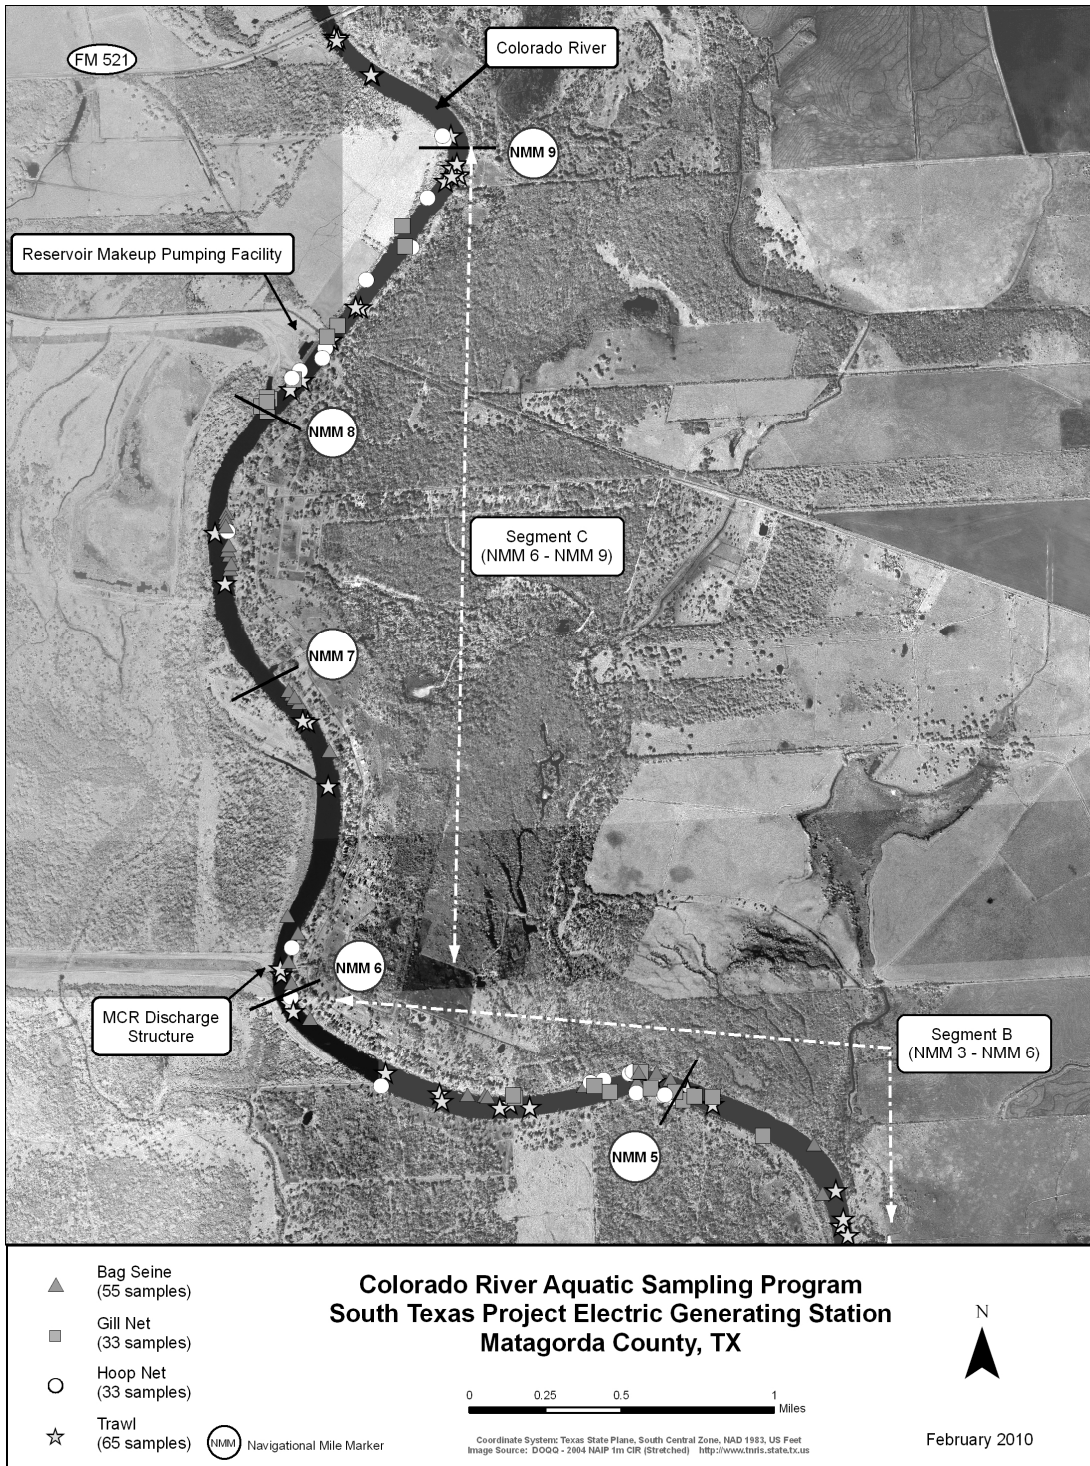 FM 521
Colorado River
NMM 9
Reservoir Makeup Pumping Facility
NMM 8
Segment C
(NMM 6 - NMM 9)
NMM 7
NMM 6
MCR Discharge
Structure
Segment B
(NMM 3 - NMM 6)
NMM 5
Bag Seine
(55 samples)
Gill Net
(33 samples)
Hoop Net
(33 samples)
Trawl
(65 samples)
NMM
Navigational Mile Marker
Colorado River Aquatic Sampling Program
South Texas Project Electric Generating Station
Matagorda County, TX
0 0.25 0.5 1
Miles
Coordinate System: Texas State Plane, South Central Zone, NAD 1983, US Feet
Image Source: DOQQ - 2004 NAIP 1m CIR (Stretched) http://www.tnris.state.tx.us
N
February 2010